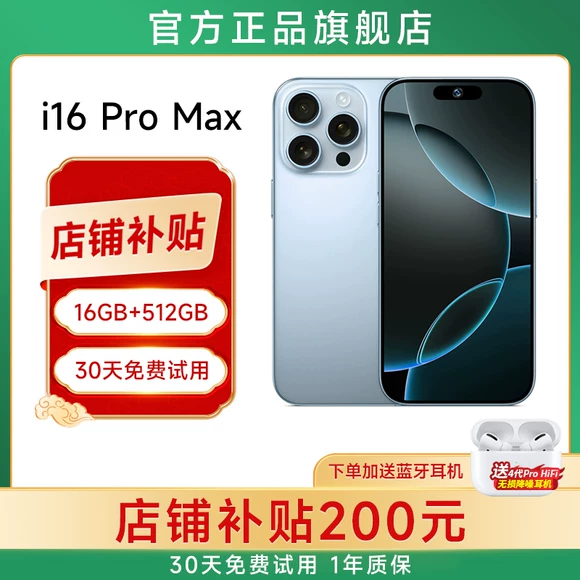 官方正品旗舰店
i16 Pro Max
店铺补贴
16GB+512GB
30天免费试用
下单加送蓝牙耳机
送4代Pro HiFi
无损降噪耳机
店铺补贴200元
30天免费试用 1年质保